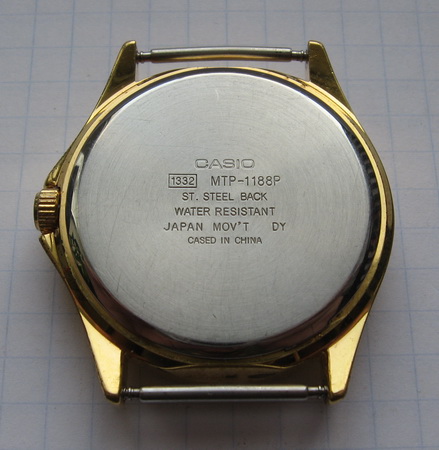 CASIO
1332 MTP-1188P
ST. STEEL BACK
WATER RESISTANT
JAPAN MOV'T DY
CASED IN CHINA